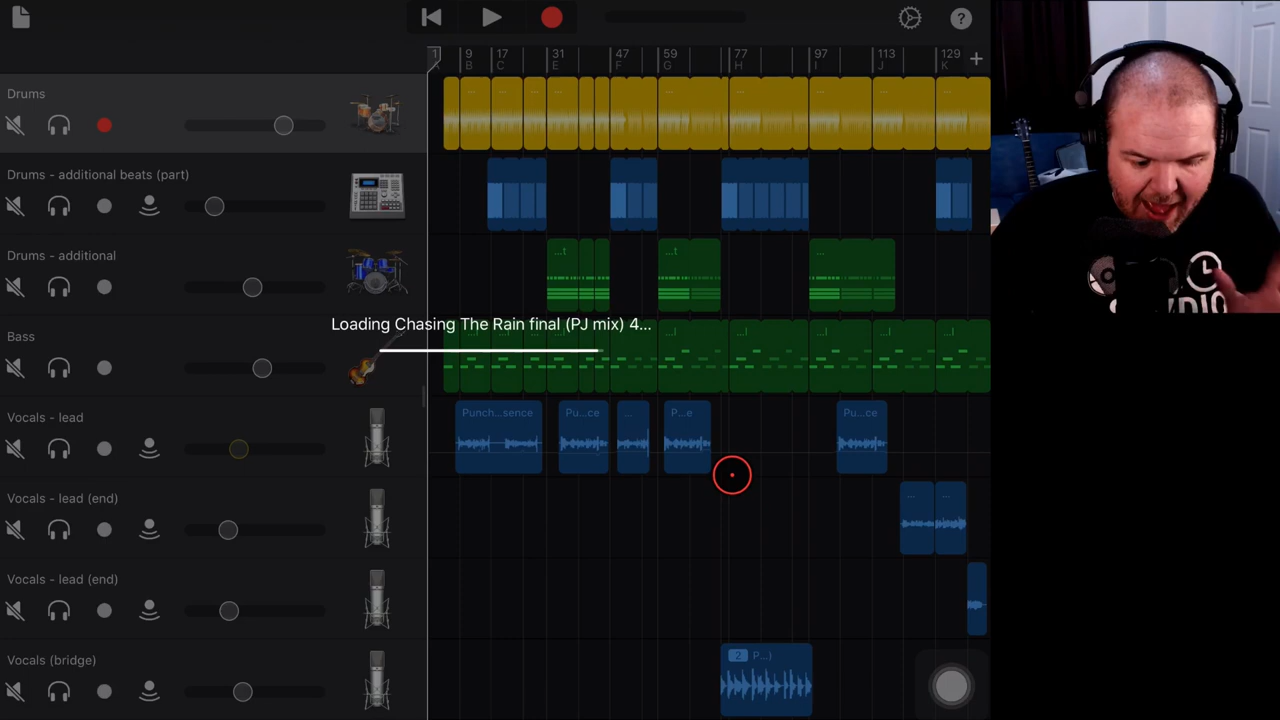 1 9 17 31 47 59 77 97 113 129
A B C E F G H I J K
Drums
Drums - additional beats (part)
Drums - additional
...t ...t ...
Loading Chasing The Rain final (PJ mix) 4...
Bass
Vocals - lead
Punch...sence Pu...ce ... P...e Pu...ce
Vocals - lead (end)
... ...
Vocals - lead (end)
Vocals (bridge)
2 P...)